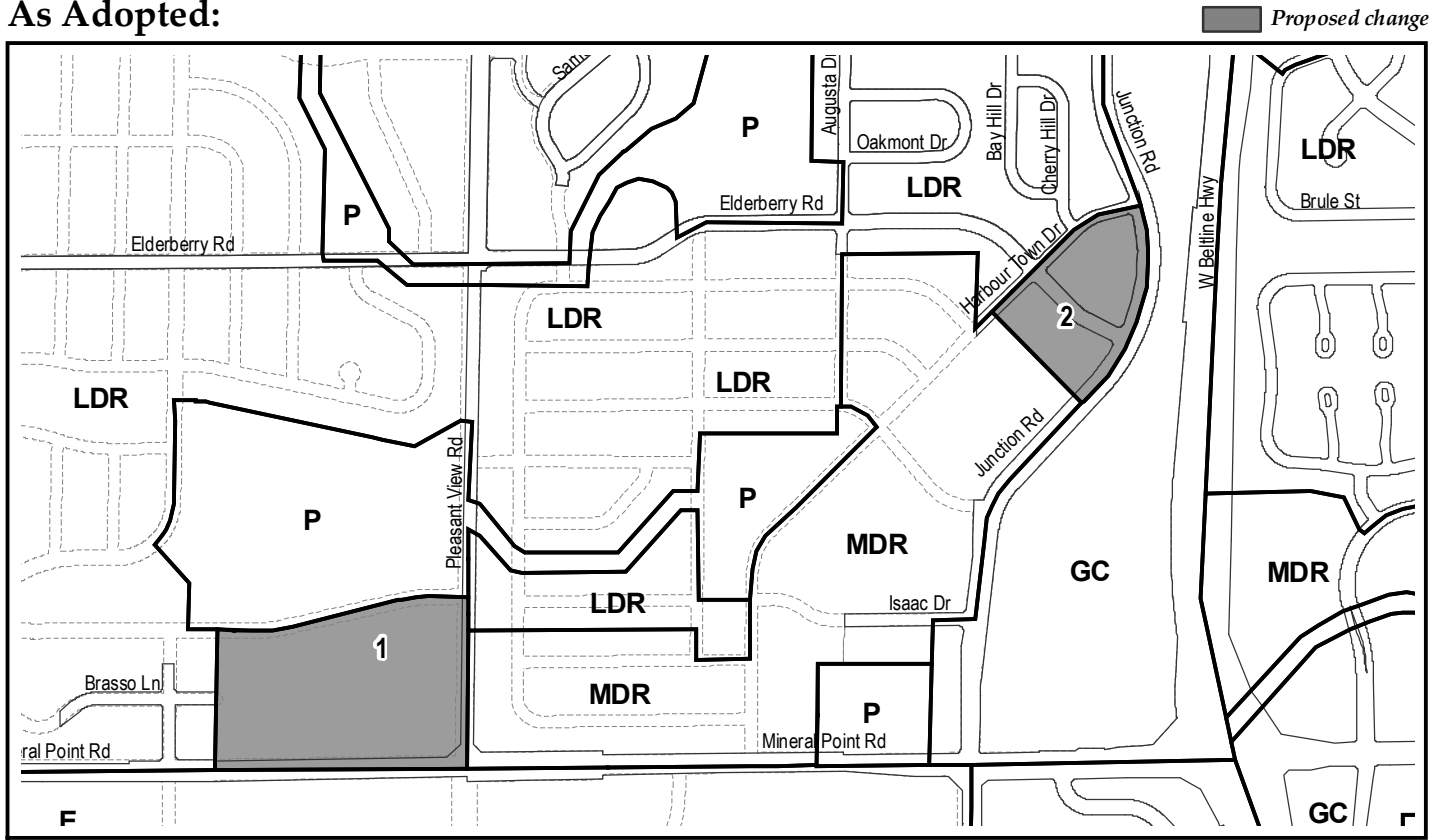 As Adopted:
Proposed change
Augusta Dr
Bay Hill Dr
Cherry Hill Dr
Junction Rd
P
Oakmont Dr
LDR
LDR
W Beltline Hwy
Brule St
P
Elderberry Rd
Elderberry Rd
Harbour Town Dr
LDR
2
LDR
LDR
Junction Rd
Pleasant View Rd
P
P
MDR
GC
MDR
LDR
Isaac Dr
1
Brasso Ln
MDR
P
Mineral Point Rd
ral Point Rd
GC